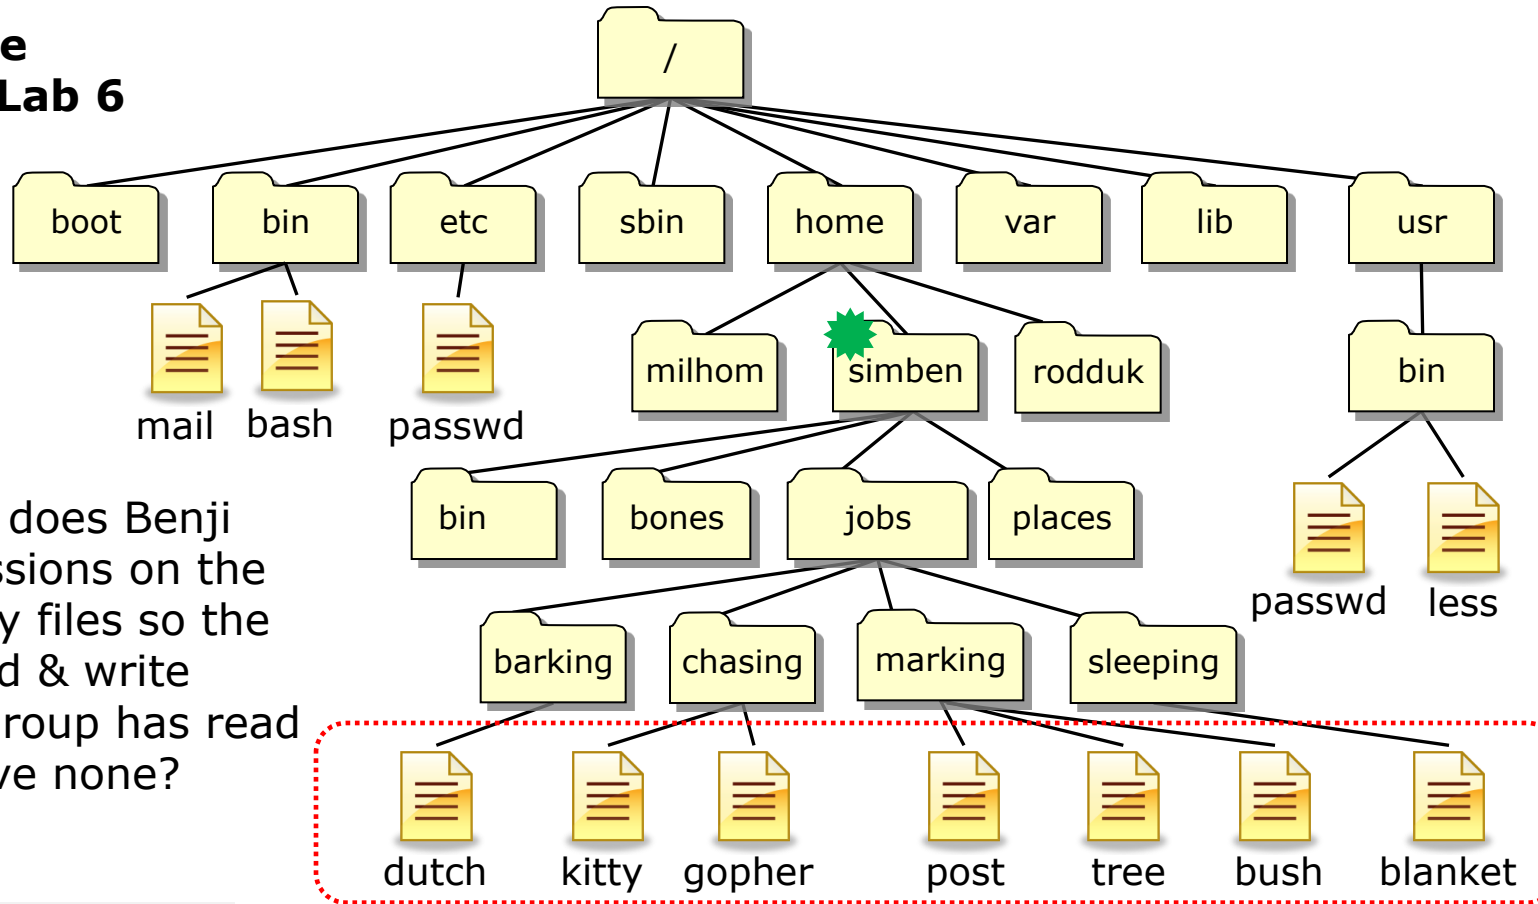 e
Lab 6
/
boot bin etc sbin home var lib usr
mail bash passwd
milhom simben rodduk bin
bin bones jobs places
passwd less
does Benji
ssions on the
y files so the
d & write
roup has read
ve none?
barking chasing marking sleeping
dutch kitty gopher post tree bush blanket